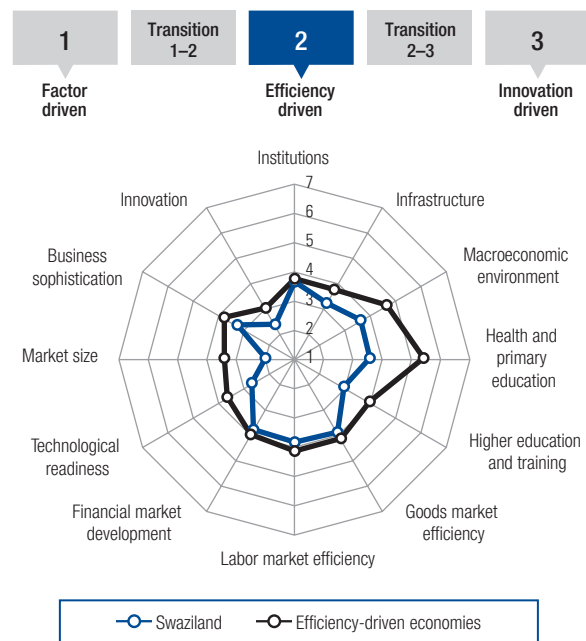 1
Transition
1–2
2
Transition
2–3
3
Factor
driven
Efficiency
driven
Innovation
driven
Institutions
Infrastructure
Macroeconomic
environment
Health and
primary
education
Higher education
and training
Goods market
efficiency
Labor market efficiency
Financial market
development
Technological
readiness
Market size
Business
sophistication
Innovation
7
6
5
4
3
2
1
Swaziland
Efficiency-driven economies